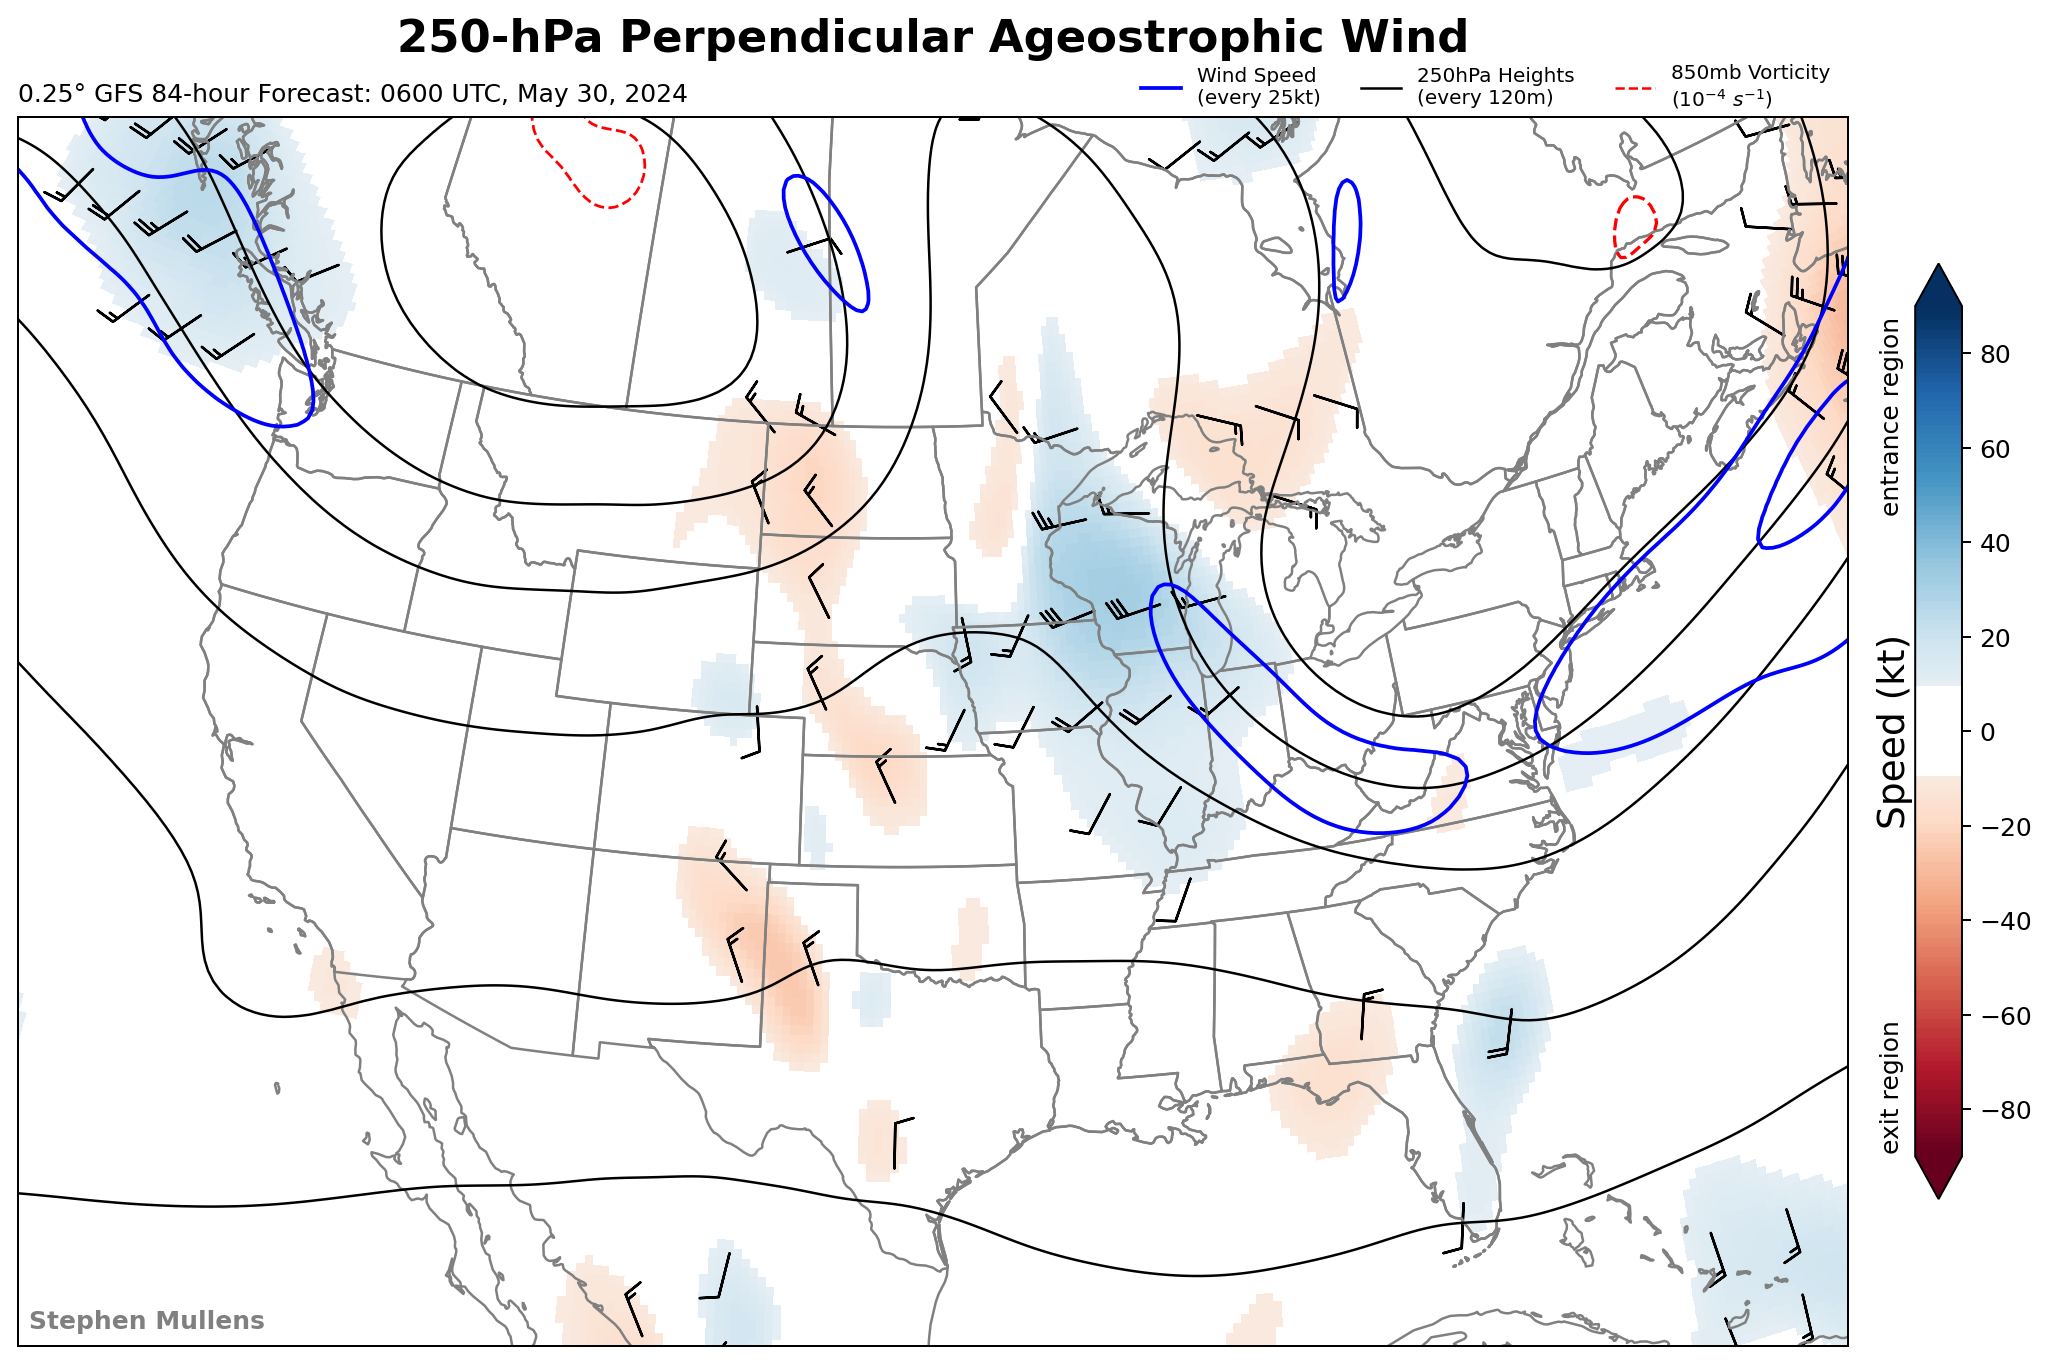 250-hPa Perpendicular Ageostrophic Wind
0.25° GFS 84-hour Forecast: 0600 UTC, May 30, 2024
Wind Speed
(every 25kt)
250hPa Heights
(every 120m)
850mb Vorticity
(10⁻⁴ s⁻¹)
entrance region
Speed (kt)
exit region
80
60
40
20
0
−20
−40
−60
−80
Stephen Mullens